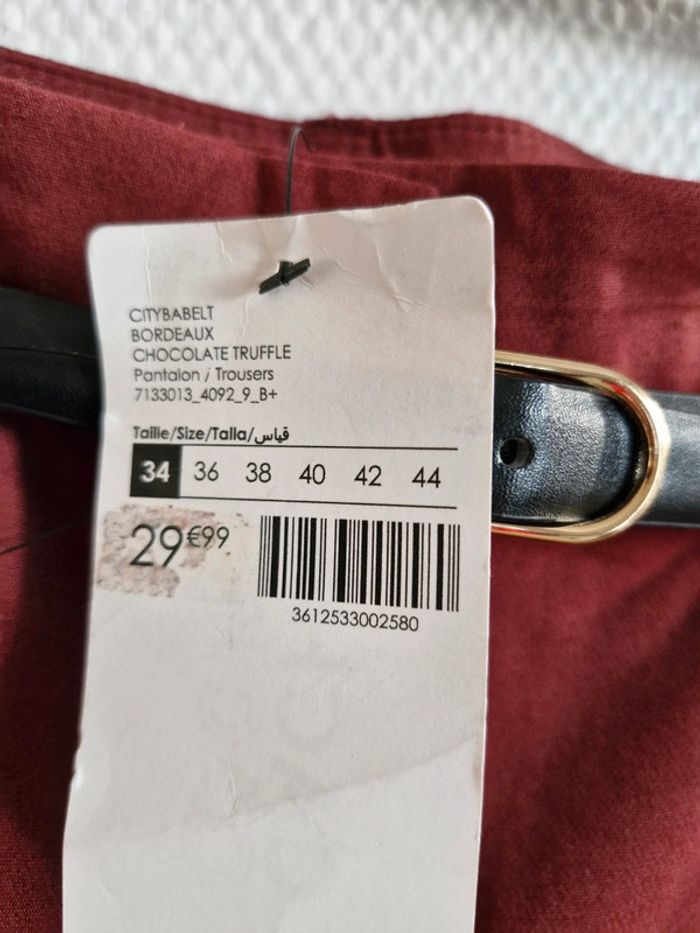 CITYBABELT
BORDEAUX
CHOCOLATE TRUFFLE
Pantalon / Trousers
7133013_4092_9_B+
Taille/Size/Talla/قياس
34 36 38 40 42 44
29€99
3612533002580